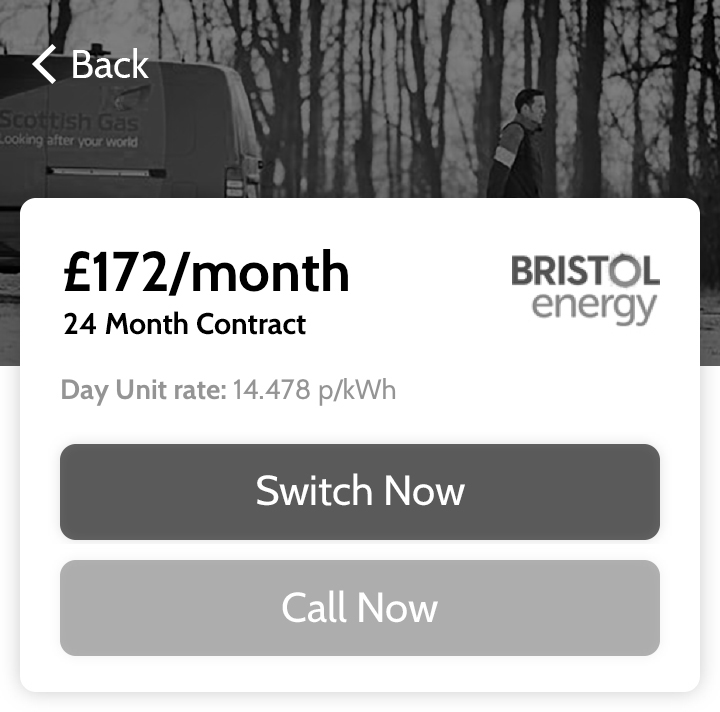 Back
Scottish Gas
Looking after your world
£172/month
BRISTOL
energy
24 Month Contract
Day Unit rate: 14.478 p/kWh
Switch Now
Call Now